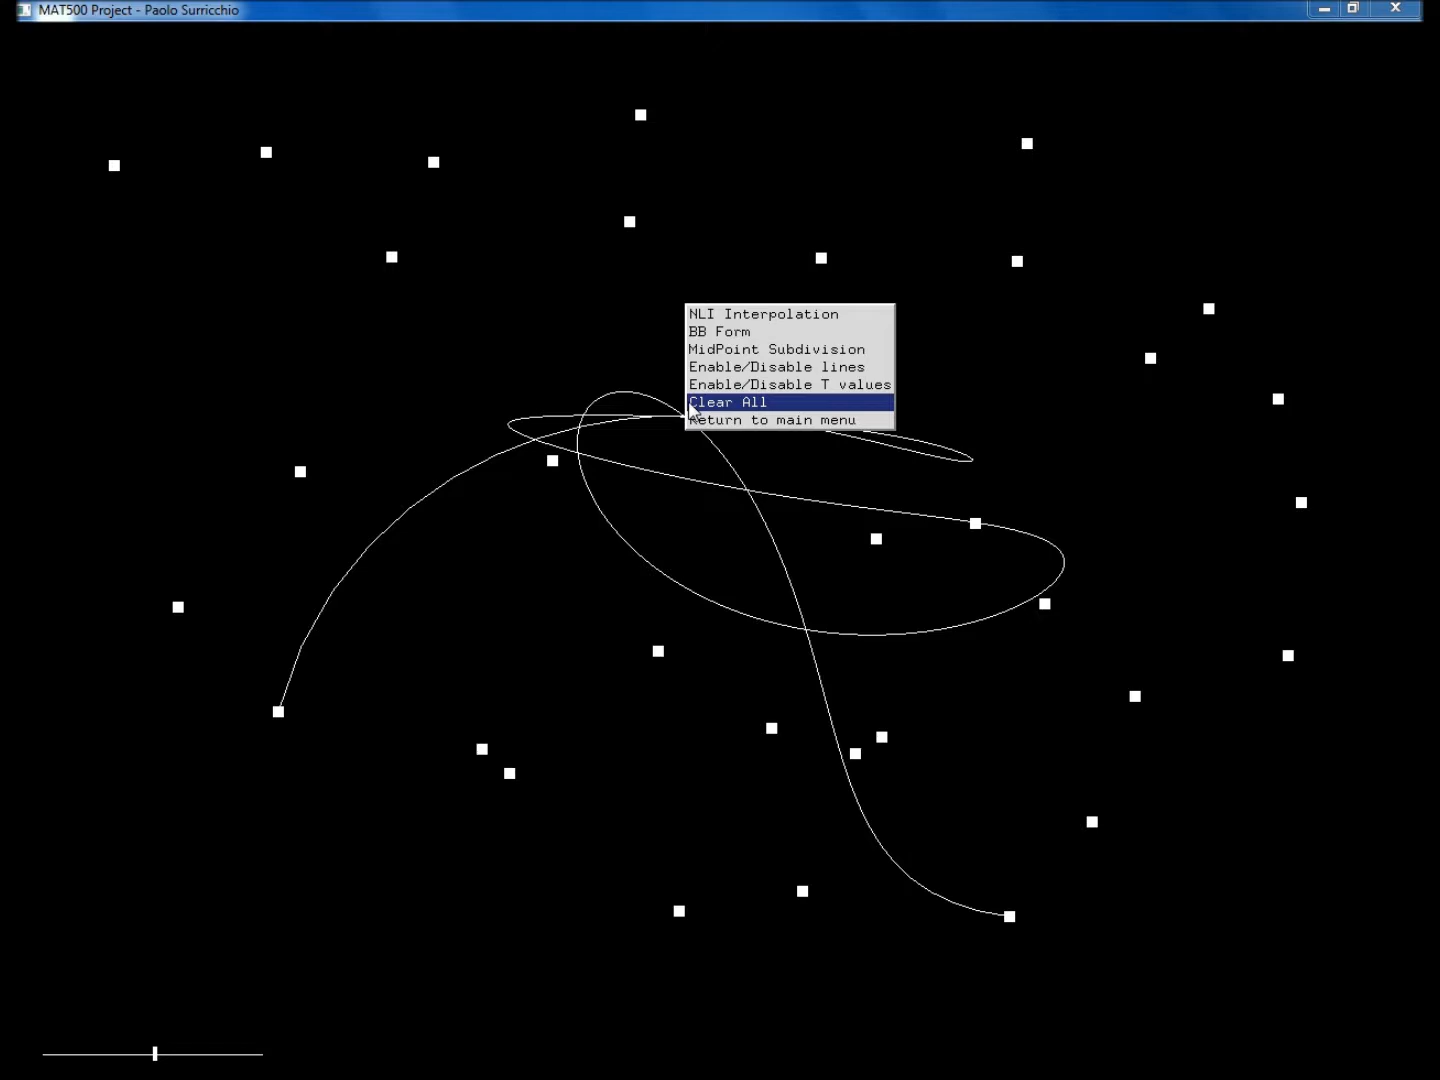 MAT500 Project - Paolo Surricchio
NLI Interpolation
BB Form
MidPoint Subdivision
Enable/Disable lines
Enable/Disable T values
Clear All
Return to main menu